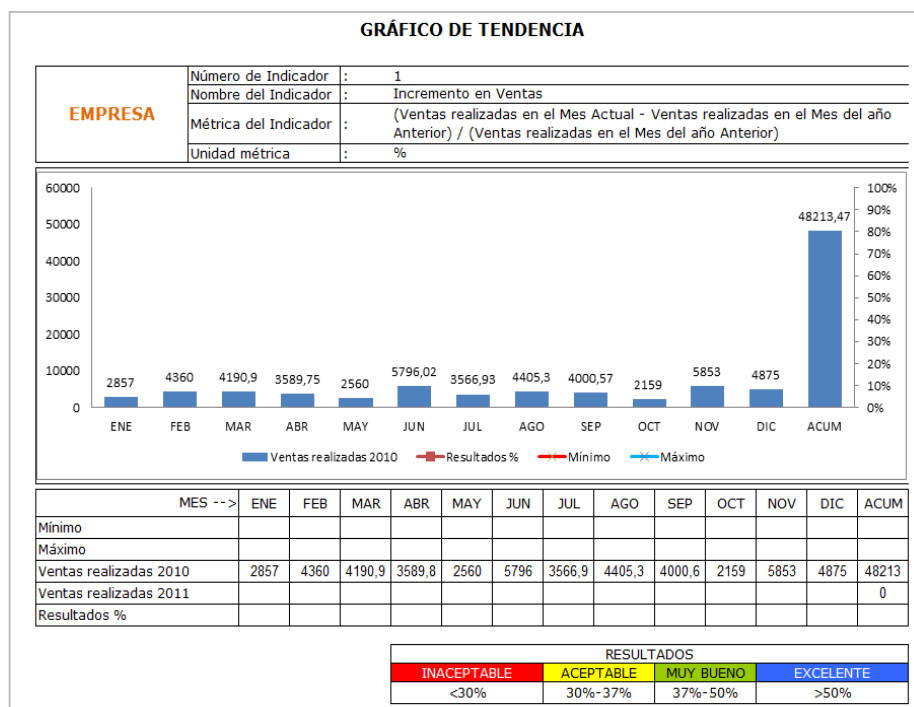 GRÁFICO DE TENDENCIA
EMPRESA
Número de Indicador : 1
Nombre del Indicador : Incremento en Ventas
Métrica del Indicador : (Ventas realizadas en el Mes Actual - Ventas realizadas en el Mes del año
Anterior) / (Ventas realizadas en el Mes del año Anterior)
Unidad métrica : %
60000
50000
40000
30000
20000
10000
0
100%
90%
80%
70%
60%
50%
40%
30%
20%
10%
0%
2857 4360 4190,9 3589,75 2560 5796,02 3566,93 4405,3 4000,57 2159 5853 4875 48213,47
ENE FEB MAR ABR MAY JUN JUL AGO SEP OCT NOV DIC ACUM
Ventas realizadas 2010 Resultados % Mínimo Máximo
MES --> ENE FEB MAR ABR MAY JUN JUL AGO SEP OCT NOV DIC ACUM
Mínimo
Máximo
Ventas realizadas 2010 2857 4360 4190,9 3589,8 2560 5796 3566,9 4405,3 4000,6 2159 5853 4875 48213
Ventas realizadas 2011 0
Resultados %
RESULTADOS
INACEPTABLE ACEPTABLE MUY BUENO EXCELENTE
<30% 30%-37% 37%-50% >50%